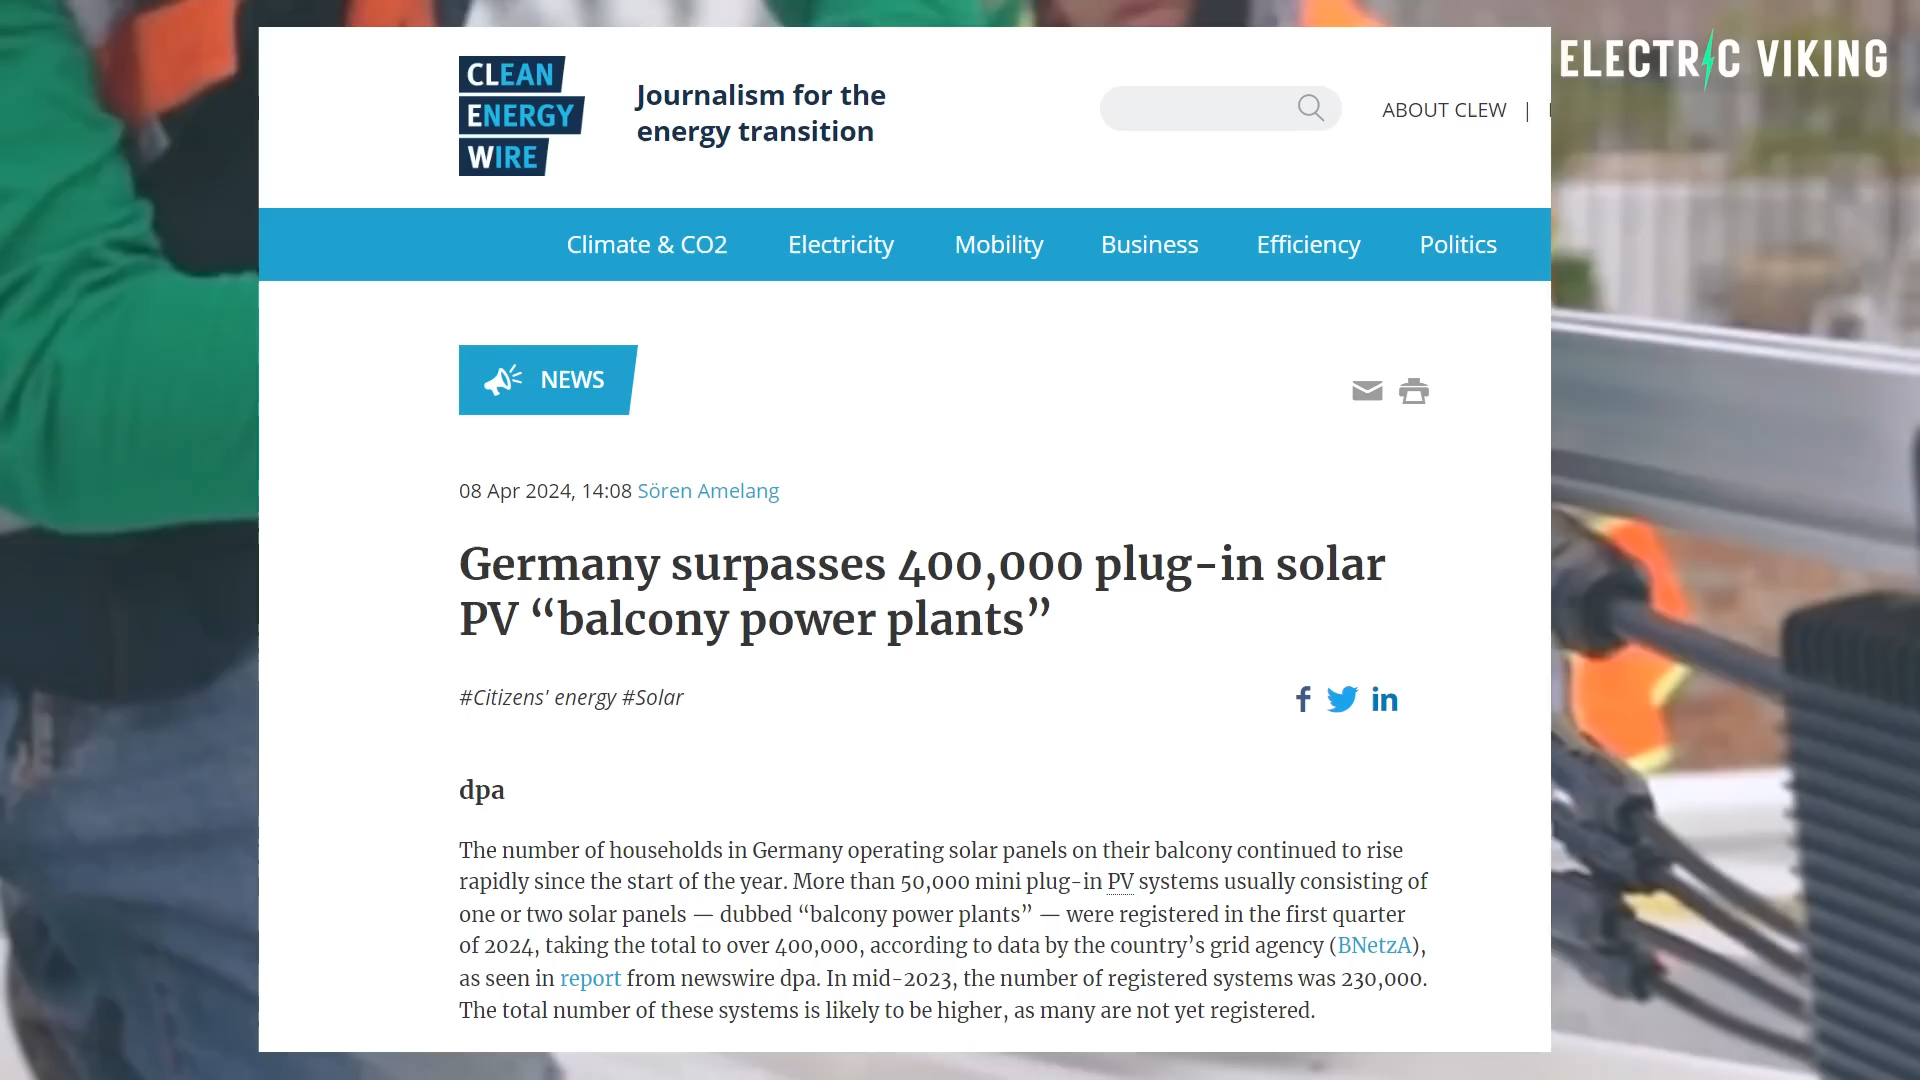 ELECTRIC VIKING
CLEAN
ENERGY
WIRE
Journalism for the
energy transition
ABOUT CLEW |
Climate & CO2 Electricity Mobility Business Efficiency Politics
NEWS
08 Apr 2024, 14:08 Sören Amelang
Germany surpasses 400,000 plug-in solar
PV “balcony power plants”
#Citizens' energy #Solar
dpa
The number of households in Germany operating solar panels on their balcony continued to rise
rapidly since the start of the year. More than 50,000 mini plug-in PV systems usually consisting of
one or two solar panels — dubbed “balcony power plants” — were registered in the first quarter
of 2024, taking the total to over 400,000, according to data by the country’s grid agency (BNetzA),
as seen in report from newswire dpa. In mid-2023, the number of registered systems was 230,000.
The total number of these systems is likely to be higher, as many are not yet registered.